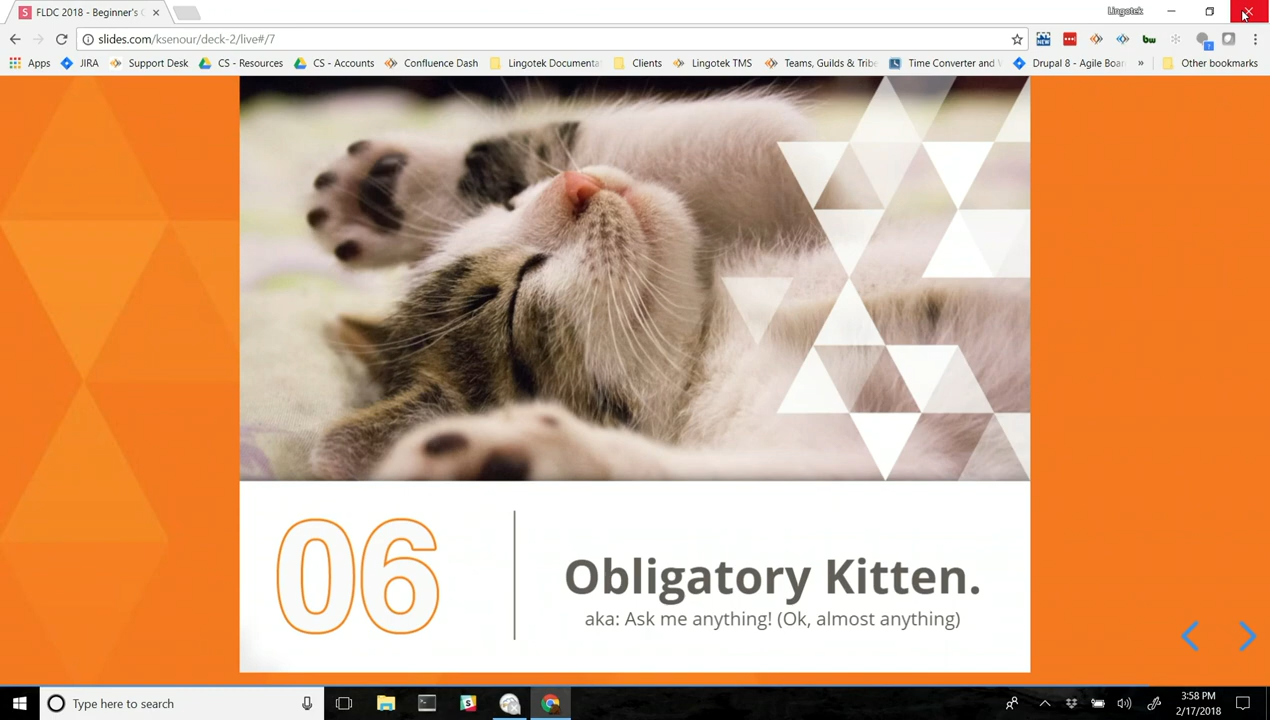 FLDC 2018 - Beginner's
Lingotek
slides.com/ksenour/deck-2/live#/7
NEW
bw
Apps
JIRA
Support Desk
CS - Resources
CS - Accounts
Confluence Dash
Lingotek Documenta
Clients
Lingotek TMS
Teams, Guilds & Tribe
Time Converter and
Drupal 8 - Agile Boar
»
Other bookmarks
06
Obligatory Kitten.
aka: Ask me anything! (Ok, almost anything)
Type here to search
3:58 PM
2/17/2018